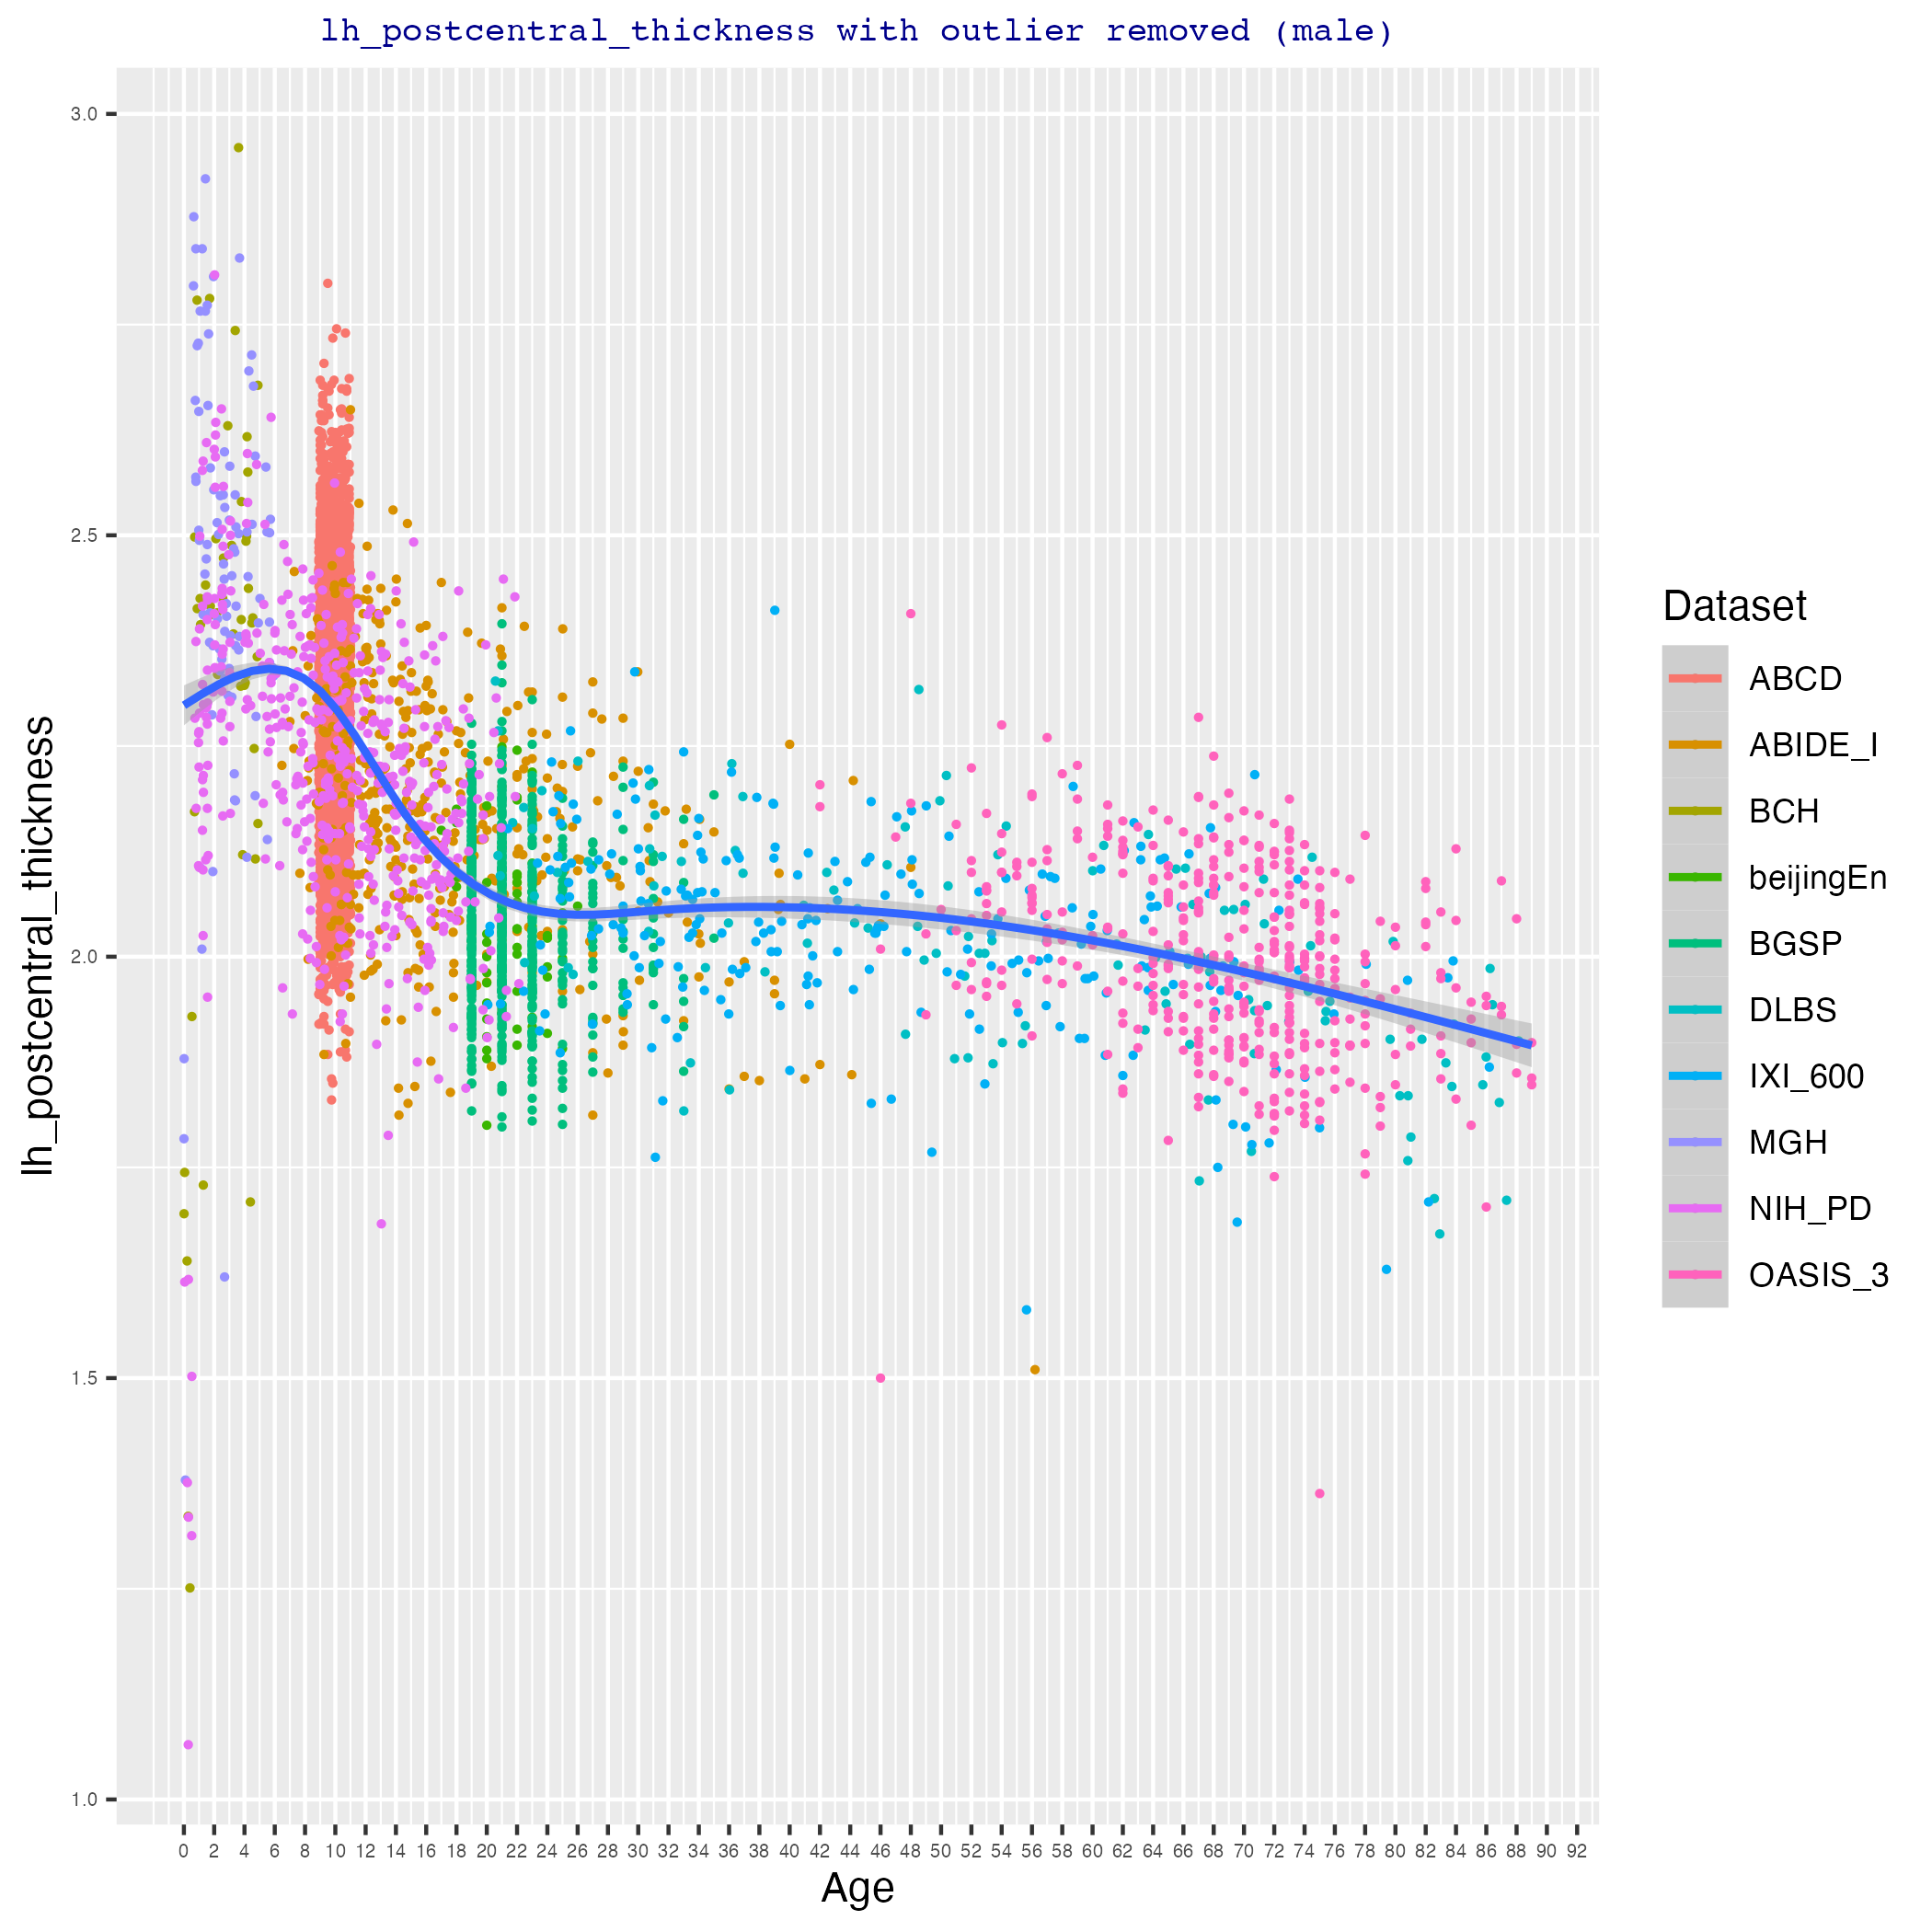 lh_postcentral_thickness with outlier removed (male)
3.0
2.5
2.0
1.5
1.0
lh_postcentral_thickness
0 2 4 6 8 10 12 14 16 18 20 22 24 26 28 30 32 34 36 38 40 42 44 46 48 50 52 54 56 58 60 62 64 66 68 70 72 74 76 78 80 82 84 86 88 90 92
Age
Dataset
ABCD
ABIDE_I
BCH
beijingEn
BGSP
DLBS
IXI_600
MGH
NIH_PD
OASIS_3